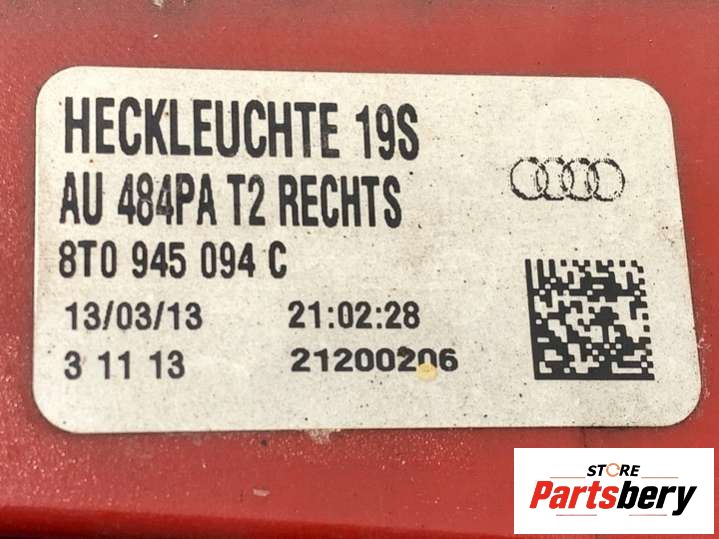 HECKLEUCHTE 19S
AU 484PA T2 RECHTS
8T0 945 094 C
13/03/13 21:02:28
3 11 13 21200206
STORE
Partsbery